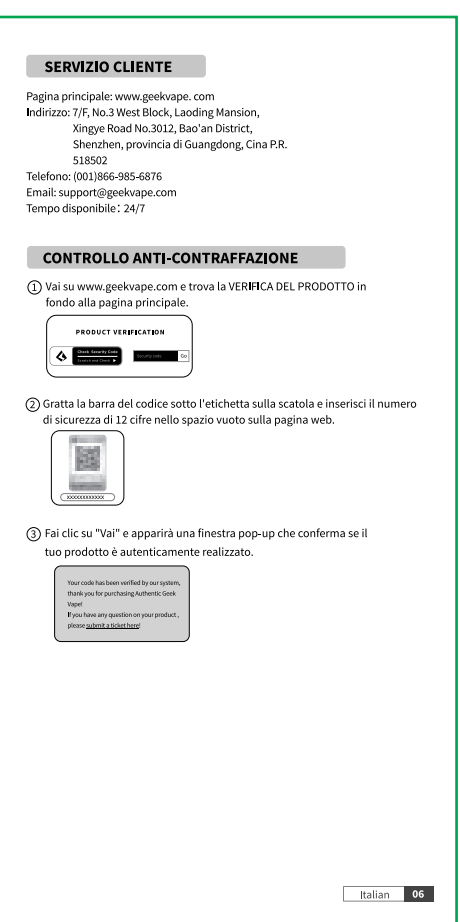 SERVIZIO CLIENTE
Pagina principale: www.geekvape. com
Indirizzo: 7/F, No.3 West Block, Laoding Mansion,
Xingye Road No.3012, Bao'an District,
Shenzhen, provincia di Guangdong, Cina P.R.
518502
Telefono: (001)866-985-6876
Email: support@geekvape.com
Tempo disponibile: 24/7
CONTROLLO ANTI-CONTRAFFAZIONE
① Vai su www.geekvape.com e trova la VERIFICA DEL PRODOTTO in
fondo alla pagina principale.
PRODUCT VERIFICATION
Check Security Code
Scratch and Check ▶
Security code
Go
② Gratta la barra del codice sotto l'etichetta sulla scatola e inserisci il numero
di sicurezza di 12 cifre nello spazio vuoto sulla pagina web.
XXXXXXXXXXXX
③ Fai clic su "Vai" e apparirà una finestra pop-up che conferma se il
tuo prodotto è autenticamente realizzato.
Your code has been verified by our system,
thank you for purchasing Authentic Geek
Vape!
If you have any question on your product ,
please submit a ticket here!
Italian 06